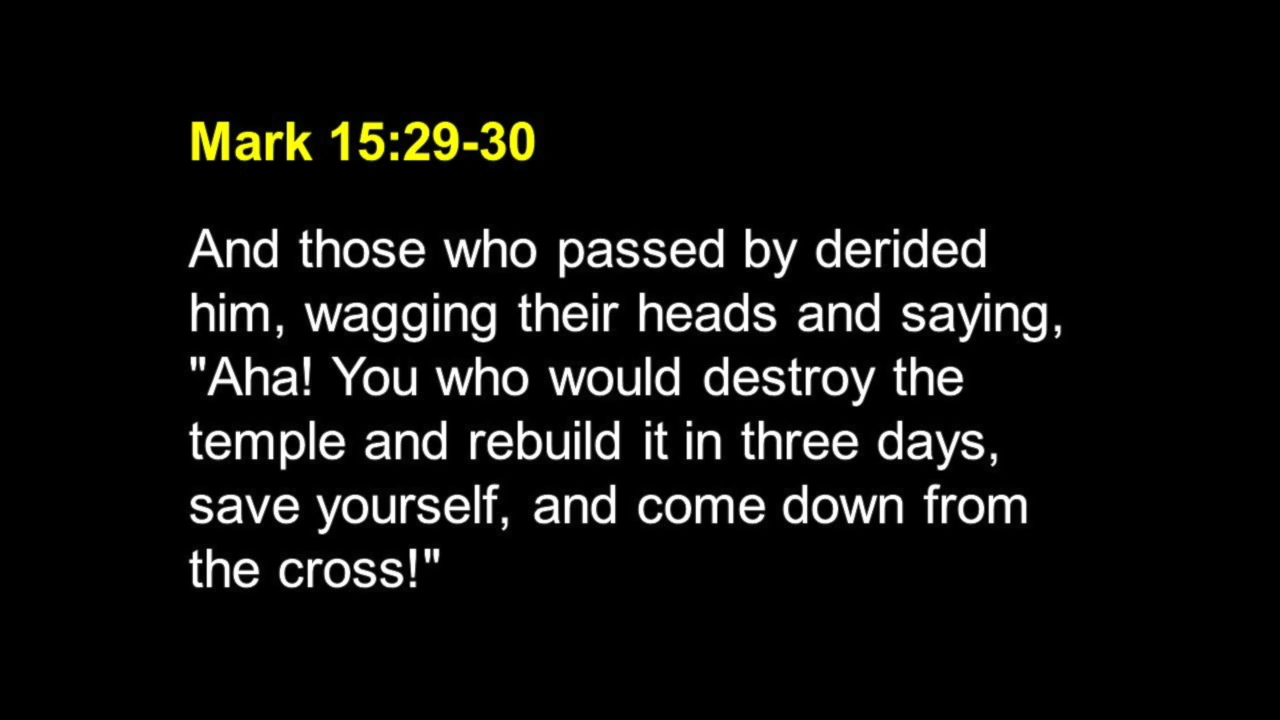 Mark 15:29-30
And those who passed by derided
him, wagging their heads and saying,
"Aha! You who would destroy the
temple and rebuild it in three days,
save yourself, and come down from
the cross!"